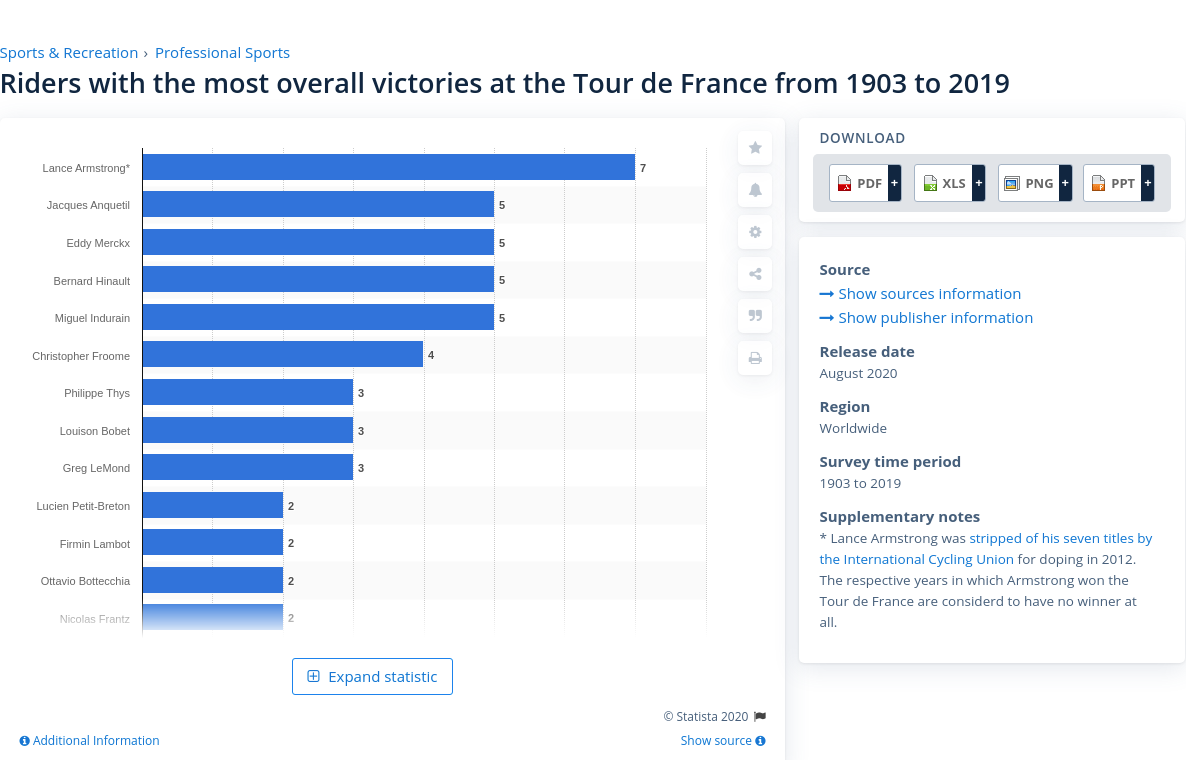 Sports & Recreation › Professional Sports
Riders with the most overall victories at the Tour de France from 1903 to 2019
Lance Armstrong* 7
Jacques Anquetil 5
Eddy Merckx 5
Bernard Hinault 5
Miguel Indurain 5
Christopher Froome 4
Philippe Thys 3
Louison Bobet 3
Greg LeMond 3
Lucien Petit-Breton 2
Firmin Lambot 2
Ottavio Bottecchia 2
Nicolas Frantz 2
Expand statistic
© Statista 2020
Additional Information
Show source
DOWNLOAD
PDF + XLS + PNG + PPT +
Source
Show sources information
Show publisher information
Release date
August 2020
Region
Worldwide
Survey time period
1903 to 2019
Supplementary notes
* Lance Armstrong was stripped of his seven titles by
the International Cycling Union for doping in 2012.
The respective years in which Armstrong won the
Tour de France are considerd to have no winner at
all.